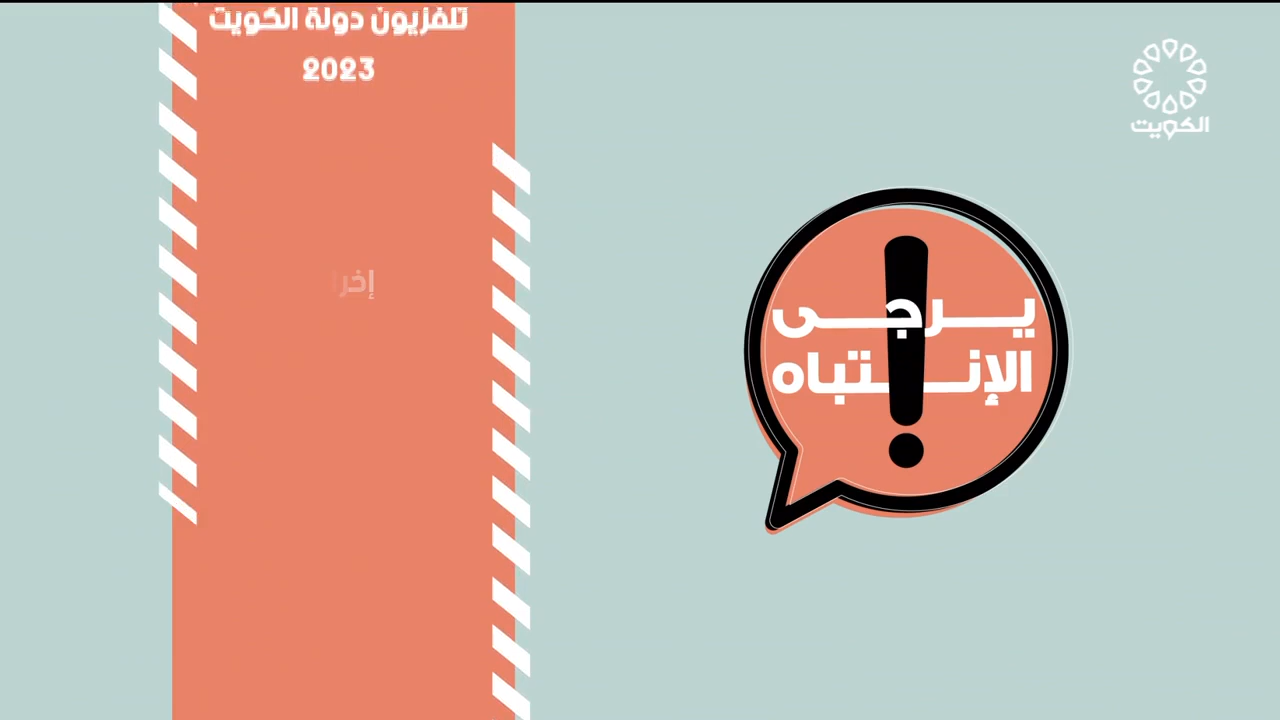 تلفزيون دولة الكويت
2023
الكويت
يرجى
الإنتباه